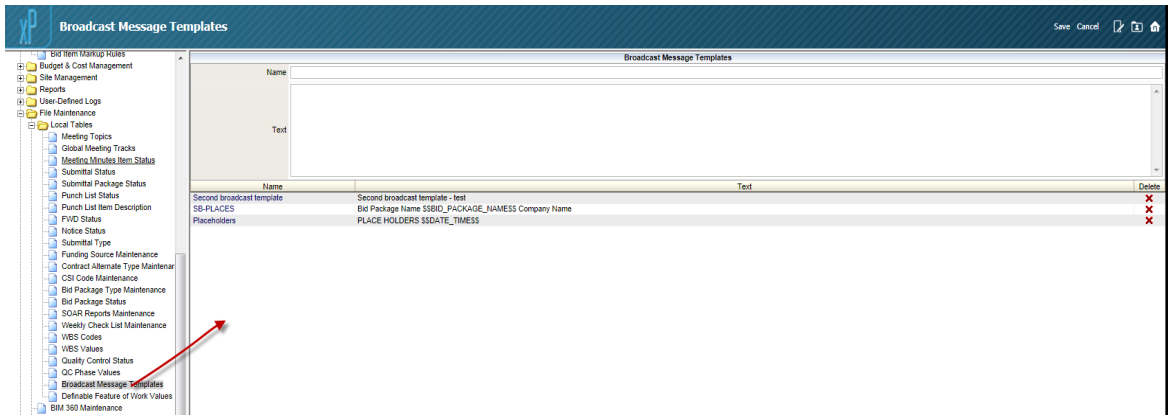 xP
Broadcast Message Templates
Save Cancel
Bid Item Markup Rules
Budget & Cost Management
Site Management
Reports
User-Defined Logs
File Maintenance
Local Tables
Meeting Topics
Global Meeting Tracks
Meeting Minutes Item Status
Submittal Status
Submittal Package Status
Punch List Status
Punch List Item Description
FWD Status
Notice Status
Submittal Type
Funding Source Maintenance
Contract Alternate Type Maintenar
CSI Code Maintenance
Bid Package Type Maintenance
Bid Package Status
SOAR Reports Maintenance
Weekly Check List Maintenance
WBS Codes
WBS Values
Quality Control Status
QC Phase Values
Broadcast Message Templates
Definable Feature of Work Values
BIM 360 Maintenance
Broadcast Message Templates
Name
Text
Name Text Delete
Second broadcast template Second broadcast template - test
SB-PLACES Bid Package Name $$BID_PACKAGE_NAME$$ Company Name
Placeholders PLACE HOLDERS $$DATE_TIME$$